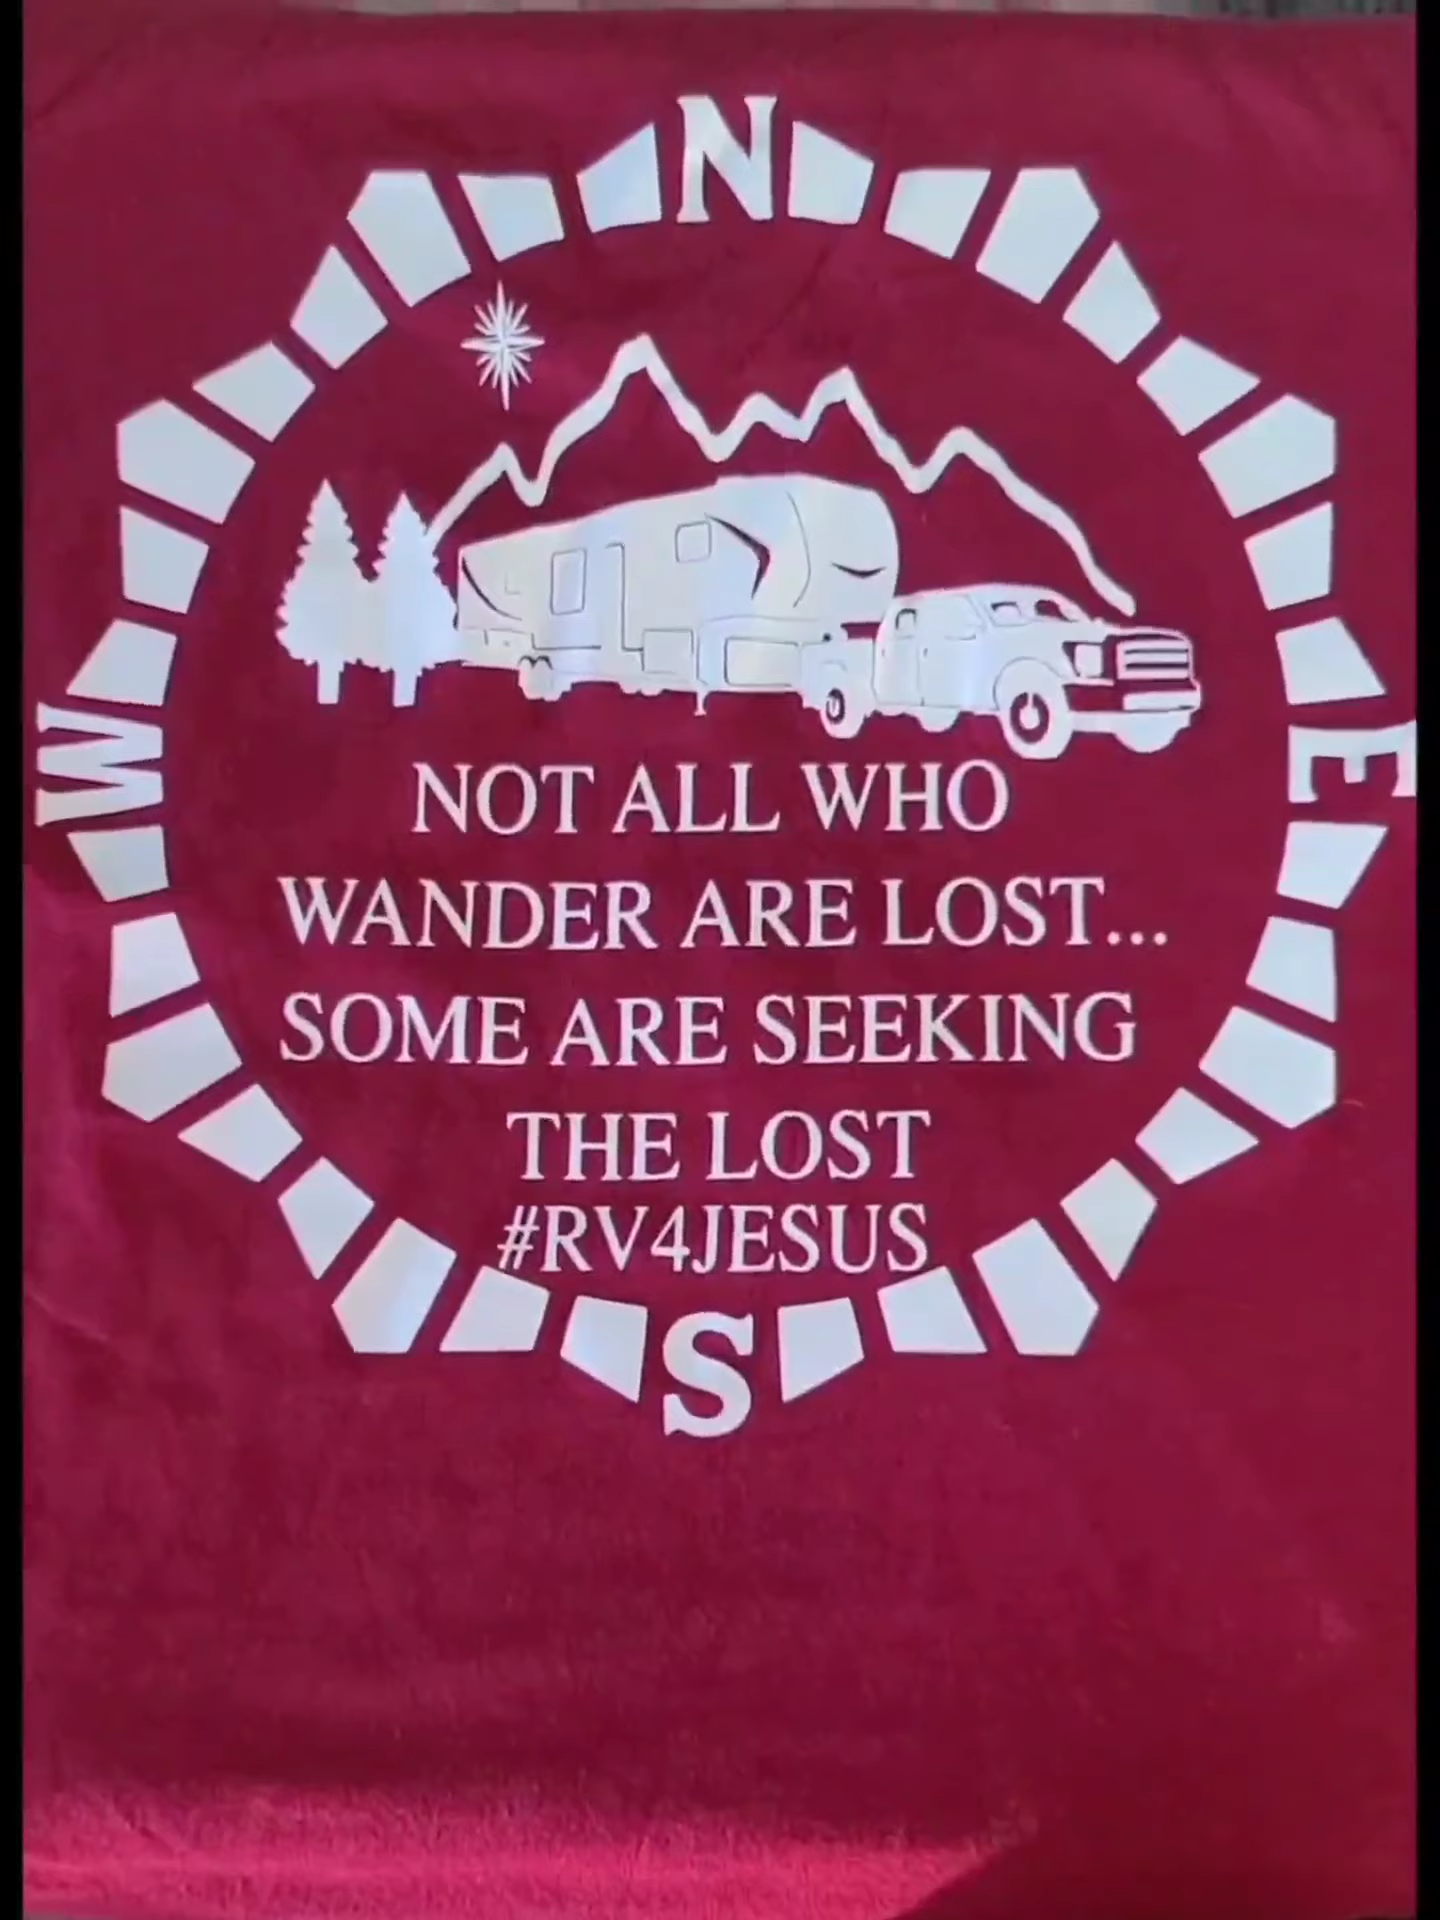 N
W
E
NOT ALL WHO
WANDER ARE LOST...
SOME ARE SEEKING
THE LOST
#RV4JESUS
S